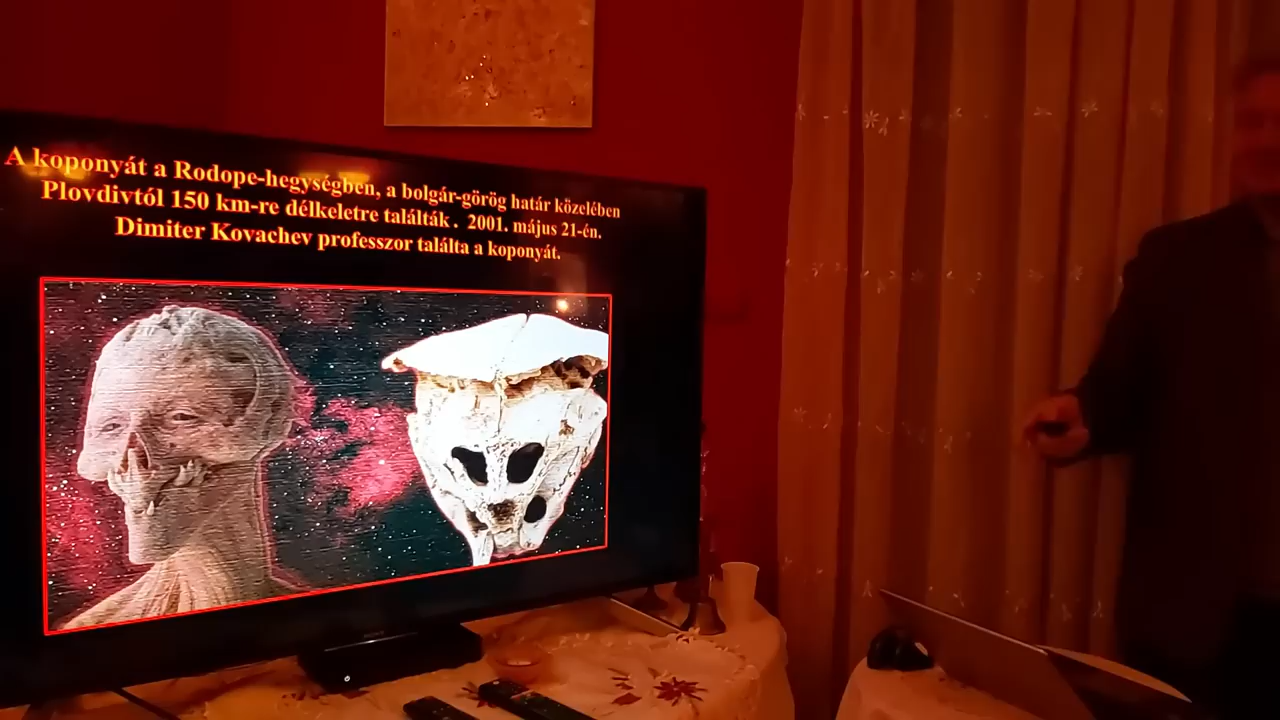 A koponyát a Rodope-hegységben, a bolgár-görög határ közelében
Plovdivtól 150 km-re délkeletre találták . 2001. május 21-én.
Dimiter Kovachev professzor találta a koponyát.